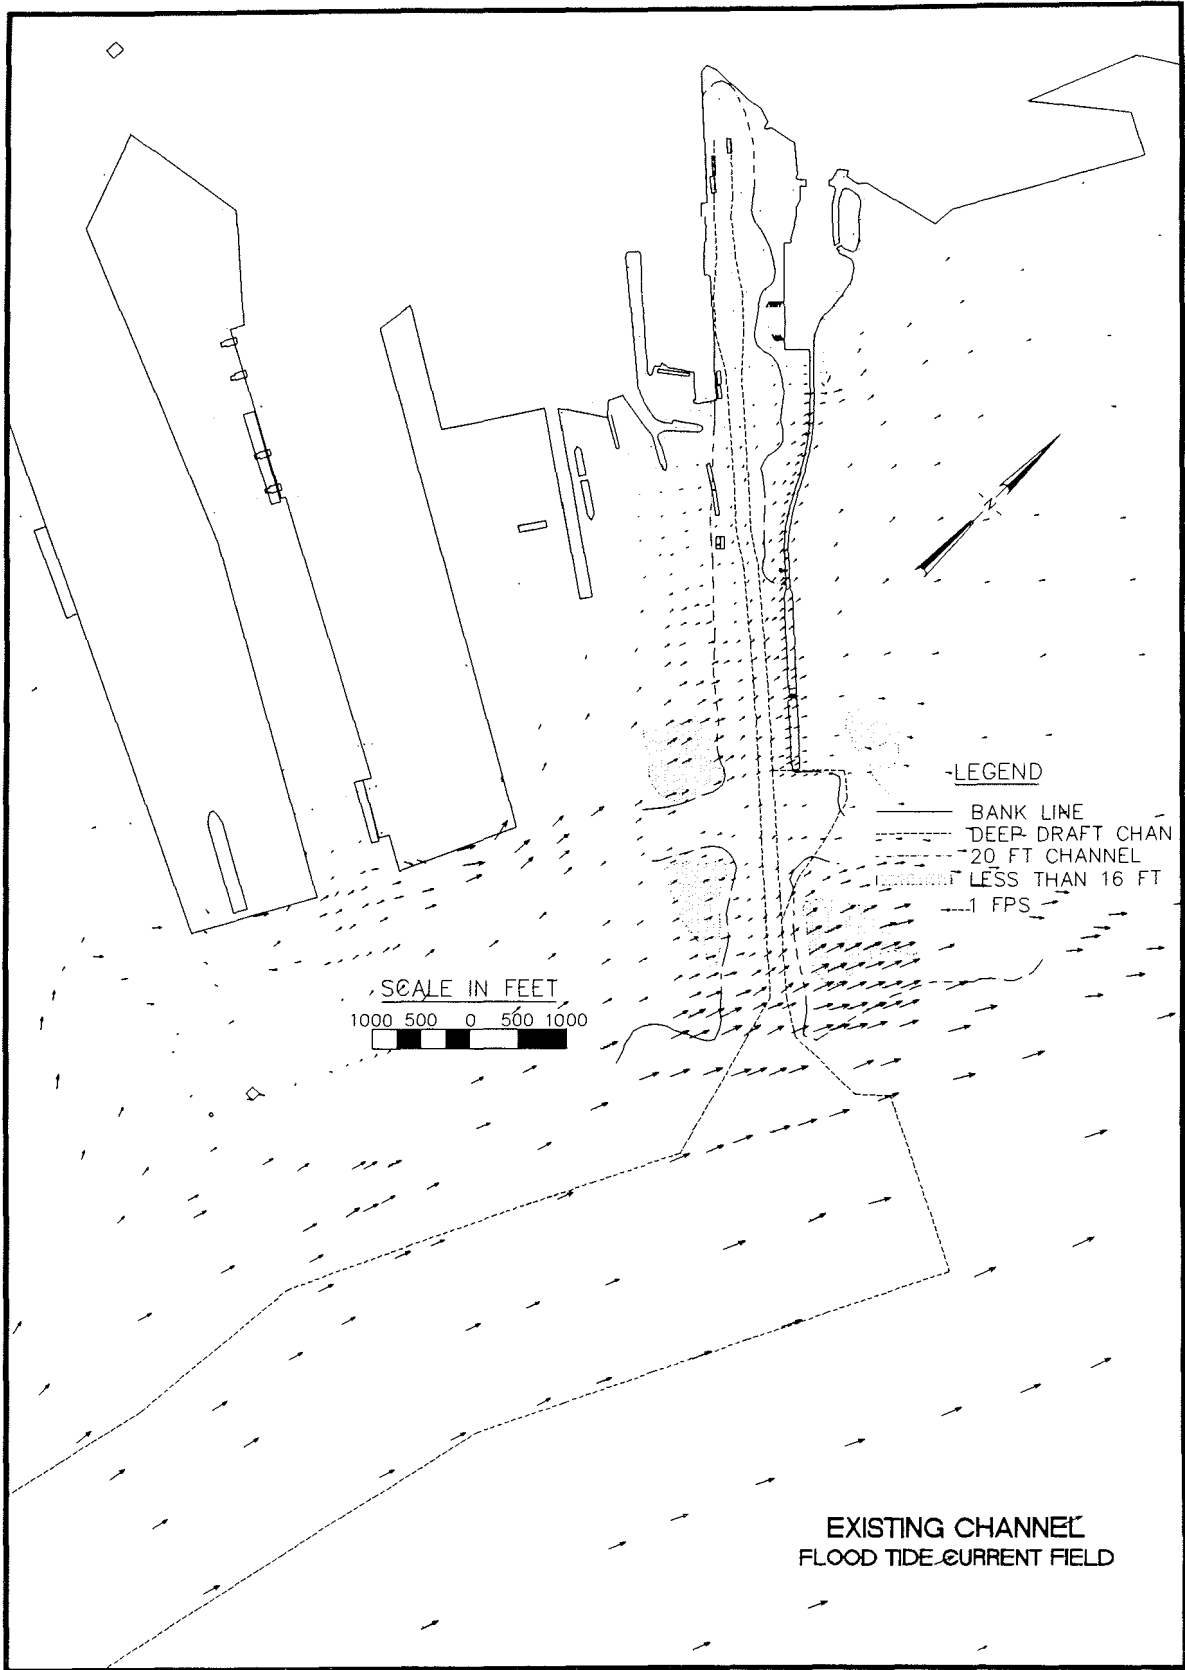 N
LEGEND
BANK LINE
DEEP DRAFT CHAN
20 FT CHANNEL
LESS THAN 16 FT
1 FPS
SCALE IN FEET
1000 500 0 500 1000
EXISTING CHANNEL
FLOOD TIDE CURRENT FIELD